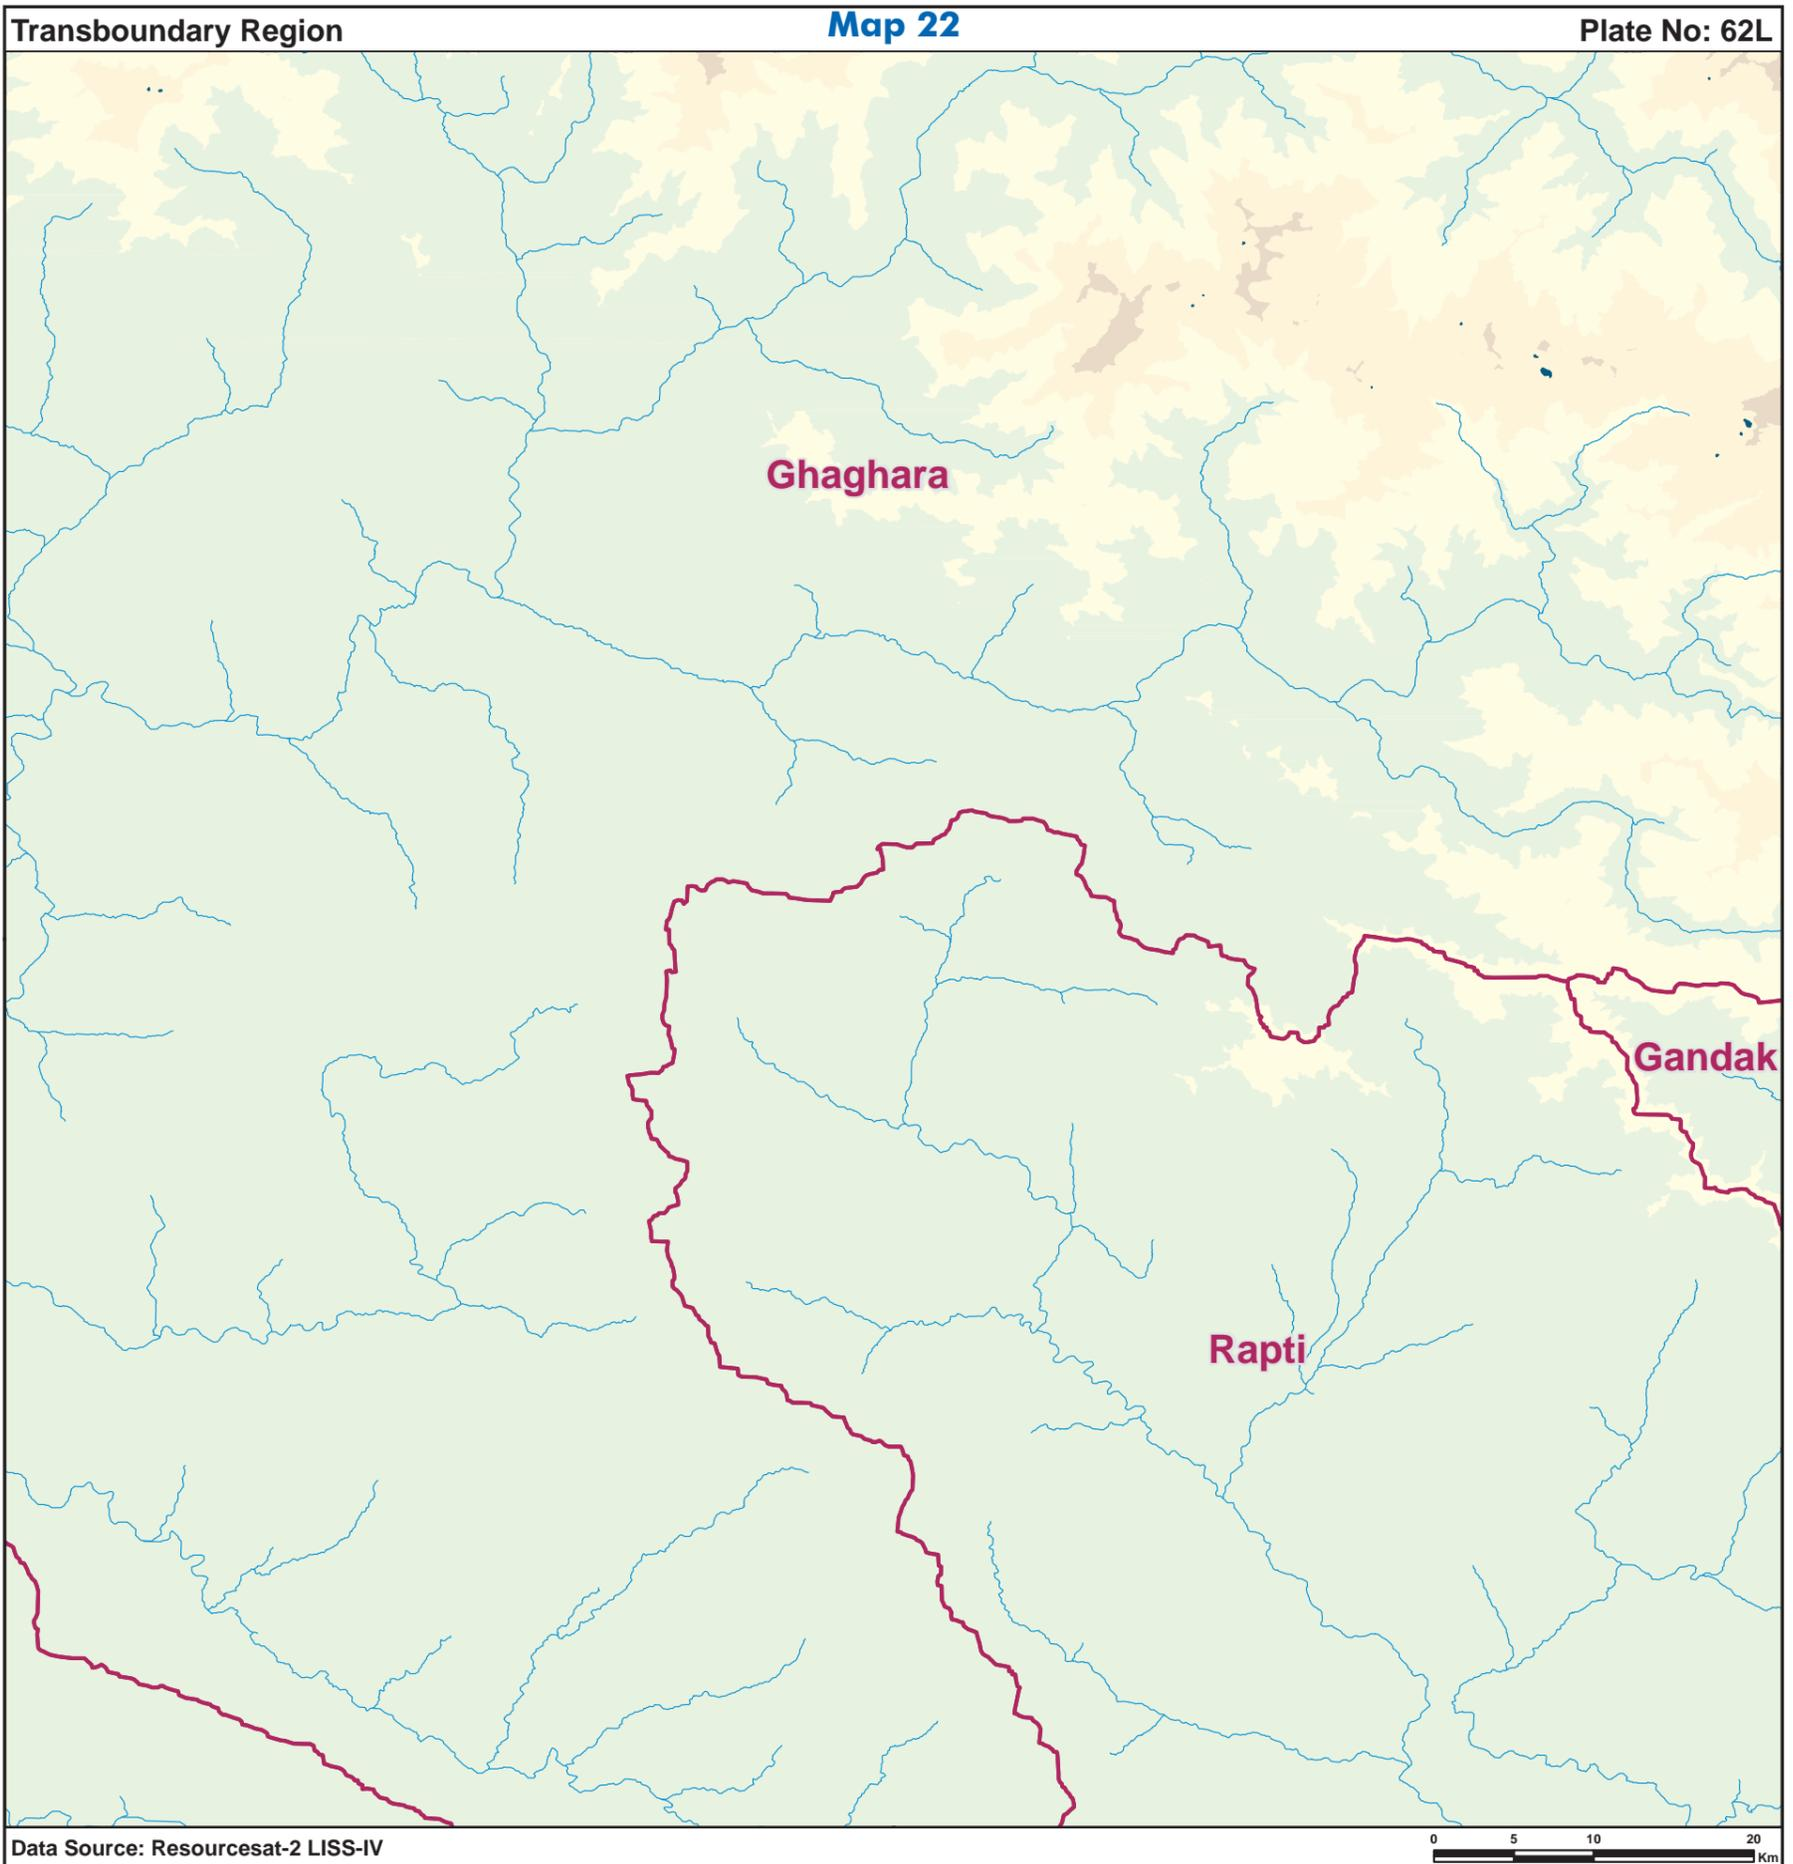 Transboundary Region
Map 22
Plate No: 62L
Ghaghara
Gandak
Rapti
Data Source: Resourcesat-2 LISS-IV
0 5 10 20
Km